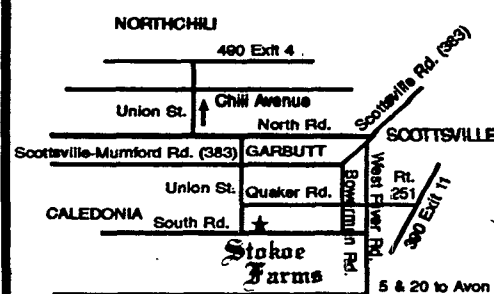 NORTHCHILI
490 Exit 4
Union St.
Chili Avenue
Scottsville Rd. (383)
North Rd.
SCOTTSVILLE
Scottsville-Mumford Rd. (383)
GARBUTT
Union St.
Quaker Rd.
Bowerman Rd.
West River Rd.
Rt. 251
390 Exit 11
CALEDONIA
South Rd.
Stokoe
Farms
5 & 20 to Avon